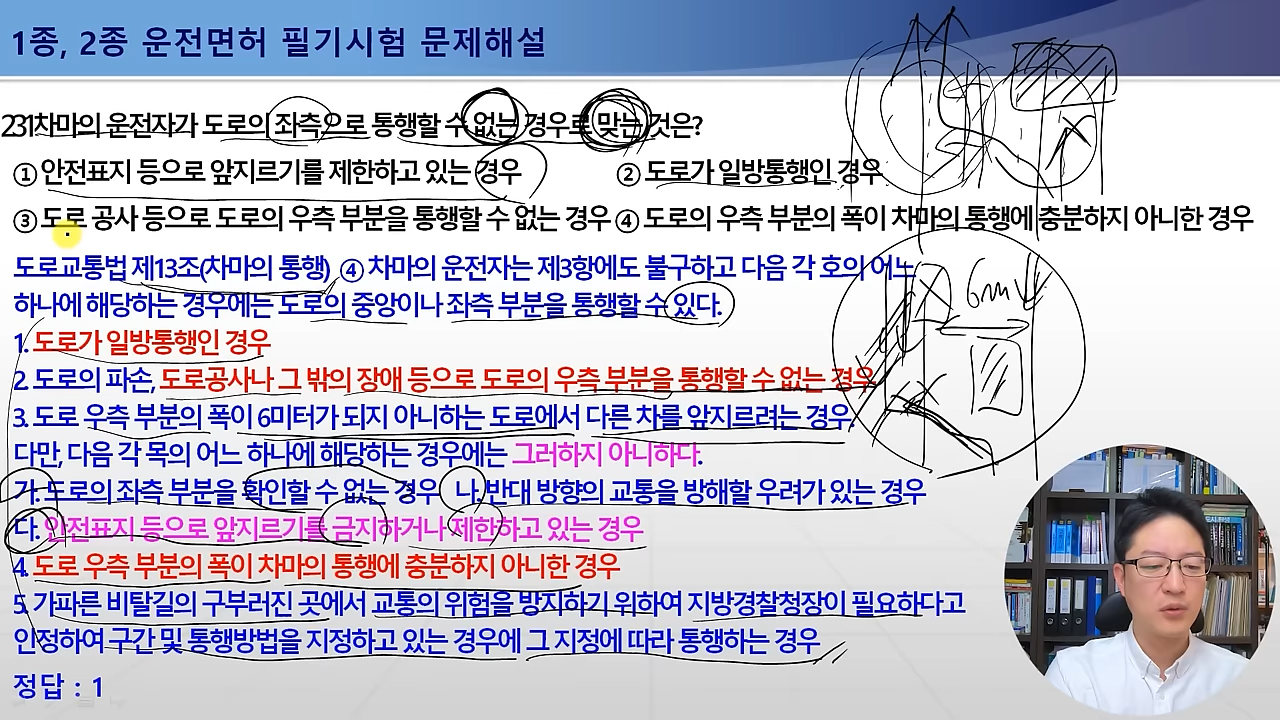 1종, 2종 운전면허 필기시험 문제해설
231차마의 운전자가 도로의 좌측으로 통행할 수 없는 경우로 맞는 것은?
① 안전표지 등으로 앞지르기를 제한하고 있는 경우 ② 도로가 일방통행인 경우
③ 도로 공사 등으로 도로의 우측 부분을 통행할 수 없는 경우 ④ 도로의 우측 부분의 폭이 차마의 통행에 충분하지 아니한 경우
도로교통법 제13조(차마의 통행) ④ 차마의 운전자는 제3항에도 불구하고 다음 각 호의 어느
하나에 해당하는 경우에는 도로의 중앙이나 좌측 부분을 통행할 수 있다.
1. 도로가 일방통행인 경우
2. 도로의 파손, 도로공사나 그 밖의 장애 등으로 도로의 우측 부분을 통행할 수 없는 경우
3. 도로 우측 부분의 폭이 6미터가 되지 아니하는 도로에서 다른 차를 앞지르려는 경우.
다만, 다음 각 목의 어느 하나에 해당하는 경우에는 그러하지 아니하다.
가. 도로의 좌측 부분을 확인할 수 없는 경우 나. 반대 방향의 교통을 방해할 우려가 있는 경우
다. 안전표지 등으로 앞지르기를 금지하거나 제한하고 있는 경우
4. 도로 우측 부분의 폭이 차마의 통행에 충분하지 아니한 경우
5. 가파른 비탈길의 구부러진 곳에서 교통의 위험을 방지하기 위하여 지방경찰청장이 필요하다고
인정하여 구간 및 통행방법을 지정하고 있는 경우에 그 지정에 따라 통행하는 경우
정답 : 1